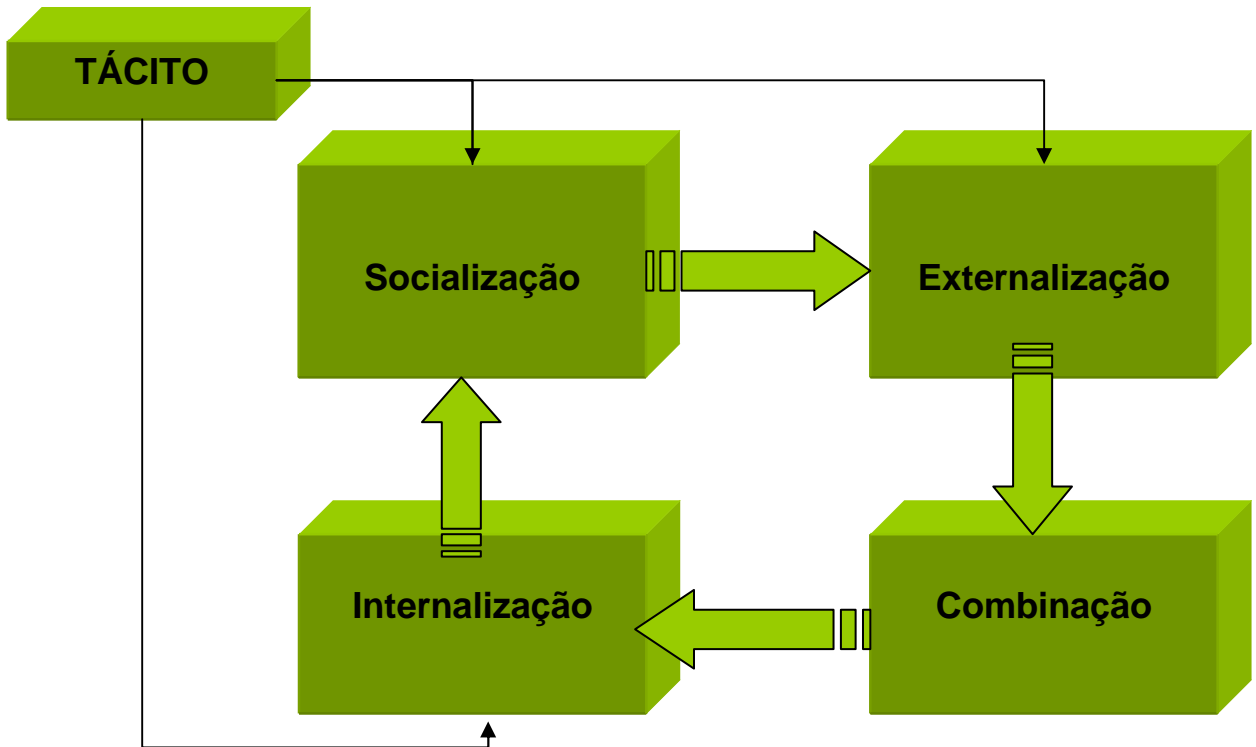 TÁCITO
Socialização
Externalização
Internalização
Combinação